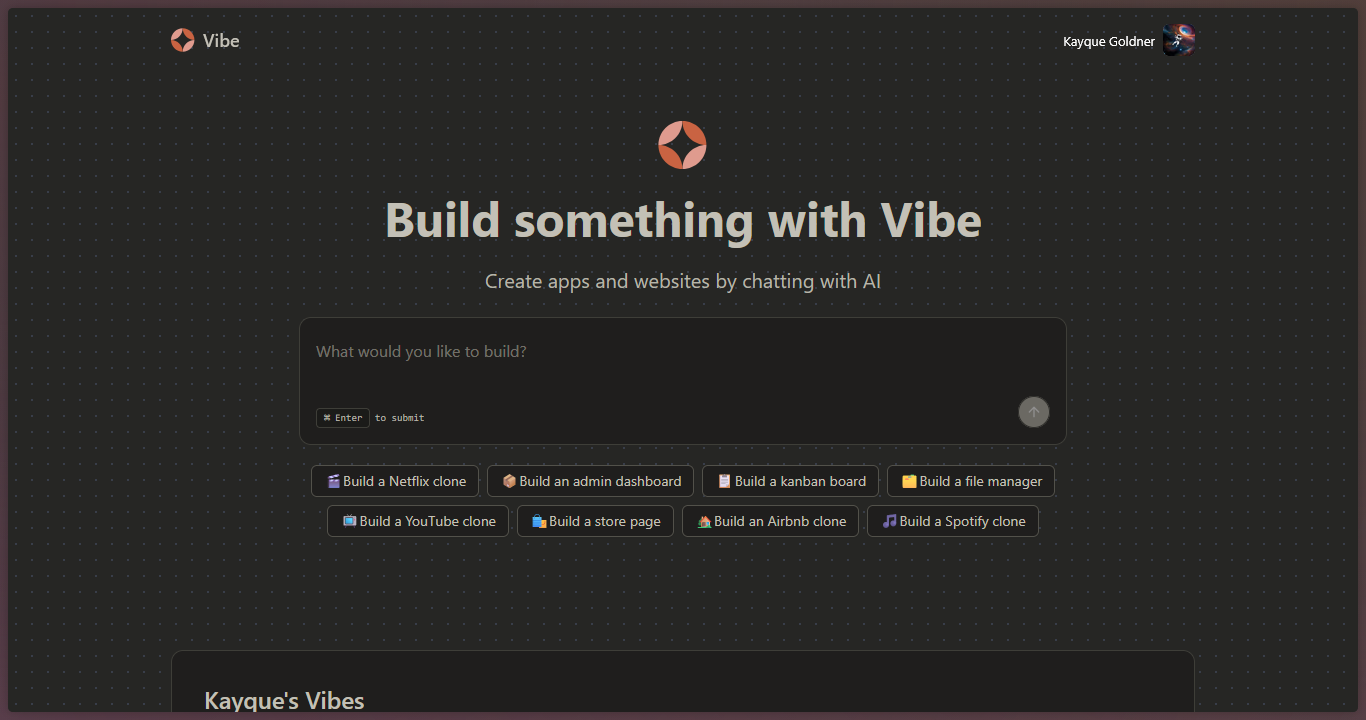 Vibe
Kayque Goldner
Build something with Vibe
Create apps and websites by chatting with AI
What would you like to build?
⌘ Enter to submit
🎬 Build a Netflix clone
📦 Build an admin dashboard
📋 Build a kanban board
🗂️ Build a file manager
📺 Build a YouTube clone
🛍️ Build a store page
🏡 Build an Airbnb clone
🎵 Build a Spotify clone
Kayque's Vibes